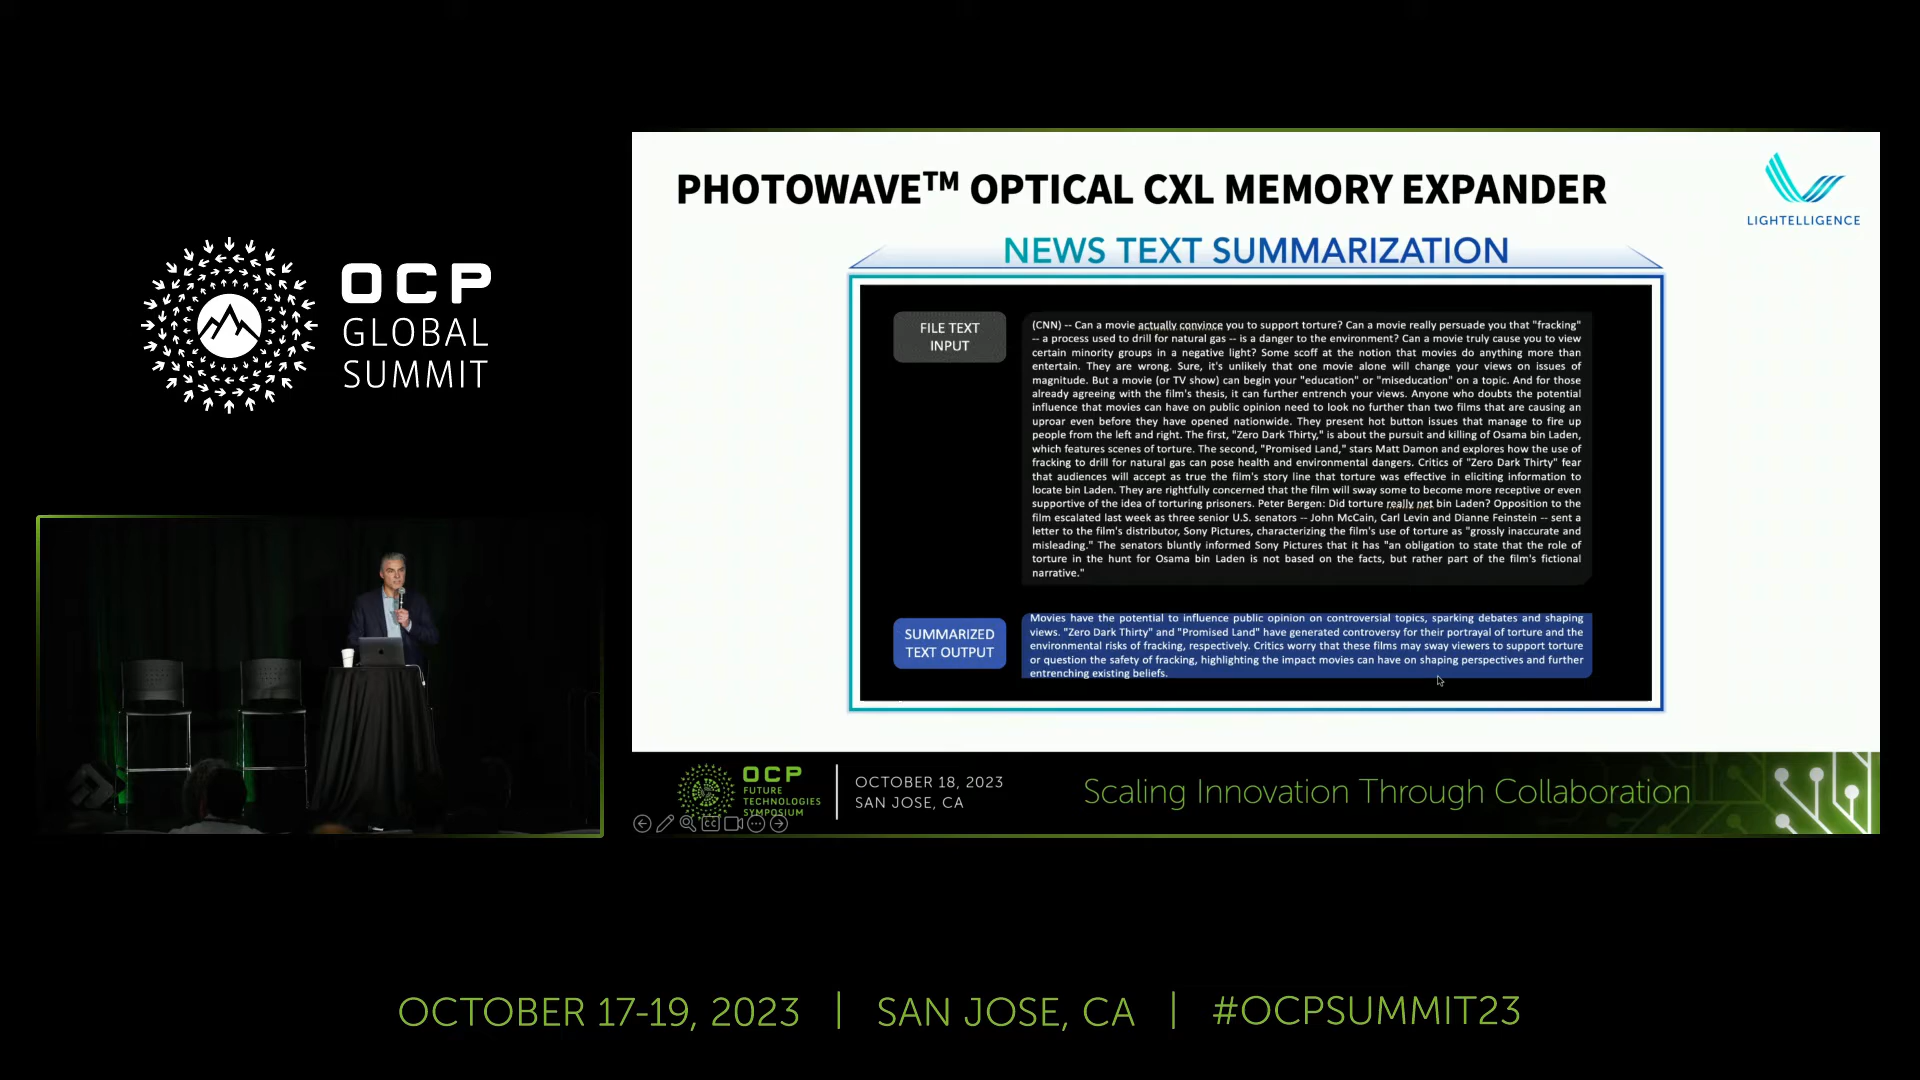 OCP
GLOBAL
SUMMIT
PHOTOWAVE™ OPTICAL CXL MEMORY EXPANDER
LIGHTELLIGENCE
NEWS TEXT SUMMARIZATION
FILE TEXT
INPUT
(CNN) -- Can a movie actually convince you to support torture? Can a movie really persuade you that "fracking"
-- a process used to drill for natural gas -- is a danger to the environment? Can a movie truly cause you to view
certain minority groups in a negative light? Some scoff at the notion that movies do anything more than
entertain. They are wrong. Sure, it's unlikely that one movie alone will change your views on issues of
magnitude. But a movie (or TV show) can begin your "education" or "miseducation" on a topic. And for those
already agreeing with the film's thesis, it can further entrench your views. Anyone who doubts the potential
influence that movies can have on public opinion need to look no further than two films that are causing an
uproar even before they have opened nationwide. They present hot button issues that manage to fire up
people from the left and right. The first, "Zero Dark Thirty," is about the pursuit and killing of Osama bin Laden,
which features scenes of torture. The second, "Promised Land," stars Matt Damon and explores how the use of
fracking to drill for natural gas can pose health and environmental dangers. Critics of "Zero Dark Thirty" fear
that audiences will accept as true the film's story line that torture was effective in eliciting information to
locate bin Laden. They are rightfully concerned that the film will sway some to become more receptive or even
supportive of the idea of torturing prisoners. Peter Bergen: Did torture really net bin Laden? Opposition to the
film escalated last week as three senior U.S. senators -- John McCain, Carl Levin and Dianne Feinstein -- sent a
letter to the film's distributor, Sony Pictures, characterizing the film's use of torture as "grossly inaccurate and
misleading." The senators bluntly informed Sony Pictures that it has "an obligation to state that the role of
torture in the hunt for Osama bin Laden is not based on the facts, but rather part of the film's fictional
narrative."
SUMMARIZED
TEXT OUTPUT
Movies have the potential to influence public opinion on controversial topics, sparking debates and shaping
views. "Zero Dark Thirty" and "Promised Land" have generated controversy for their portrayal of torture and the
environmental risks of fracking, respectively. Critics worry that these films may sway viewers to support torture
or question the safety of fracking, highlighting the impact movies can have on shaping perspectives and further
entrenching existing beliefs.
OCP
FUTURE
TECHNOLOGIES
SYMPOSIUM
OCTOBER 18, 2023
SAN JOSE, CA
Scaling Innovation Through Collaboration
CC
OCTOBER 17-19, 2023 | SAN JOSE, CA | #OCPSUMMIT23